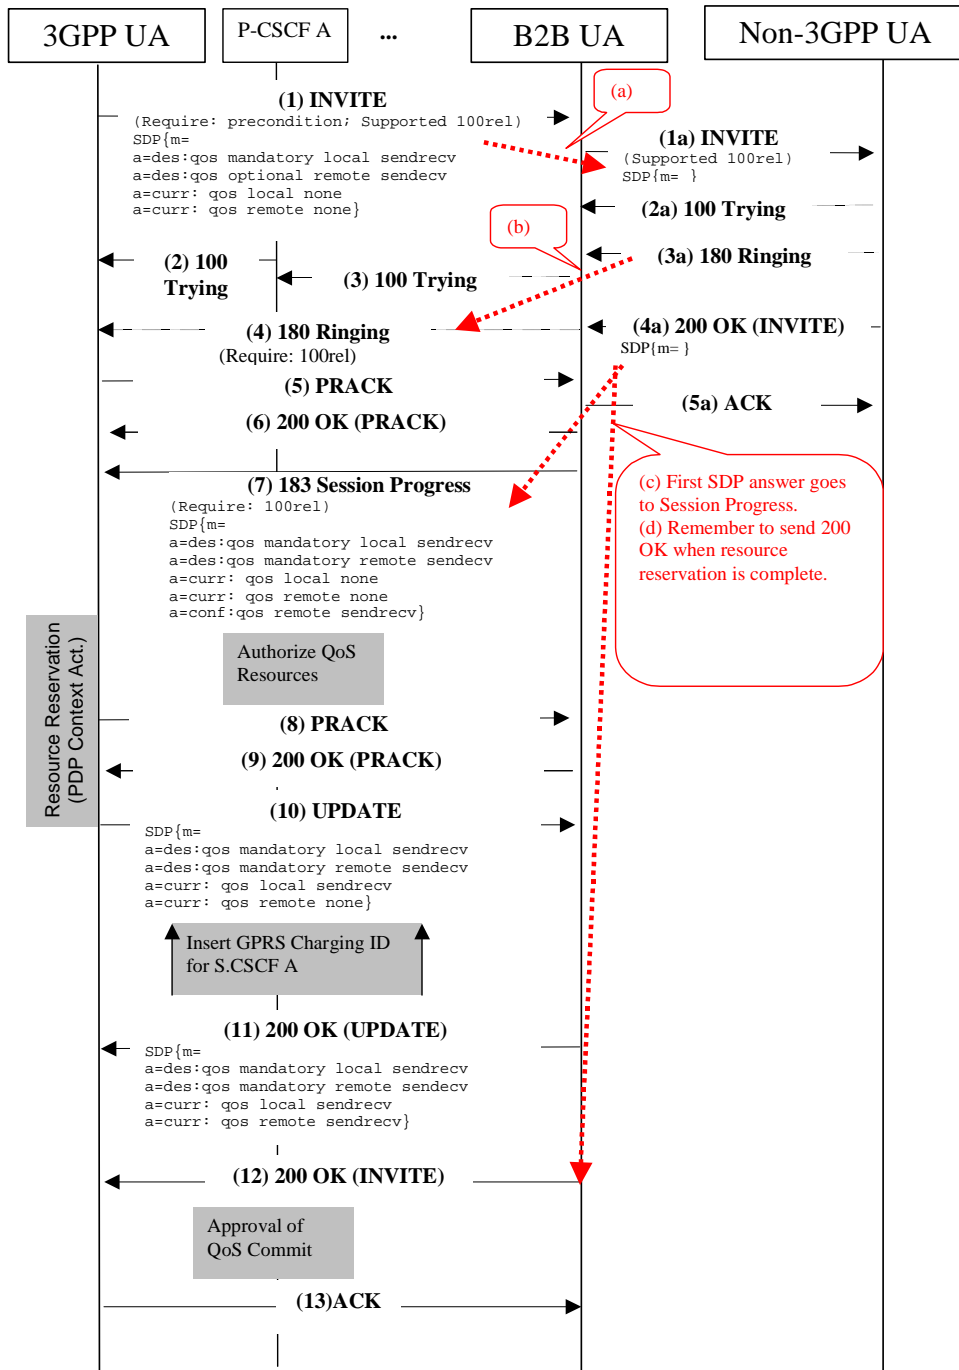 3GPP UA
P-CSCF A
...
B2B UA
Non-3GPP UA
(1) INVITE
(Require: precondition; Supported 100rel)
SDP{m=
a=des:qos mandatory local sendrecv
a=des:qos optional remote sendecv
a=curr: qos local none
a=curr: qos remote none}
(a)
(1a) INVITE
(Supported 100rel)
SDP{m= }
(2a) 100 Trying
(b)
(3a) 180 Ringing
(2) 100
Trying
(3) 100 Trying
(4) 180 Ringing
(Require: 100rel)
(4a) 200 OK (INVITE)
SDP{m= }
(5) PRACK
(5a) ACK
(6) 200 OK (PRACK)
(7) 183 Session Progress
(Require: 100rel)
SDP{m=
a=des:qos mandatory local sendrecv
a=des:qos mandatory remote sendecv
a=curr: qos local none
a=curr: qos remote none
a=conf:qos remote sendrecv}
(c) First SDP answer goes
to Session Progress.
(d) Remember to send 200
OK when resource
reservation is complete.
Resource Reservation
(PDP Context Act.)
Authorize QoS
Resources
(8) PRACK
(9) 200 OK (PRACK)
(10) UPDATE
SDP{m=
a=des:qos mandatory local sendrecv
a=des:qos mandatory remote sendecv
a=curr: qos local sendrecv
a=curr: qos remote none}
Insert GPRS Charging ID
for S.CSCF A
(11) 200 OK (UPDATE)
SDP{m=
a=des:qos mandatory local sendrecv
a=des:qos mandatory remote sendecv
a=curr: qos local sendrecv
a=curr: qos remote sendrecv}
(12) 200 OK (INVITE)
Approval of
QoS Commit
(13)ACK